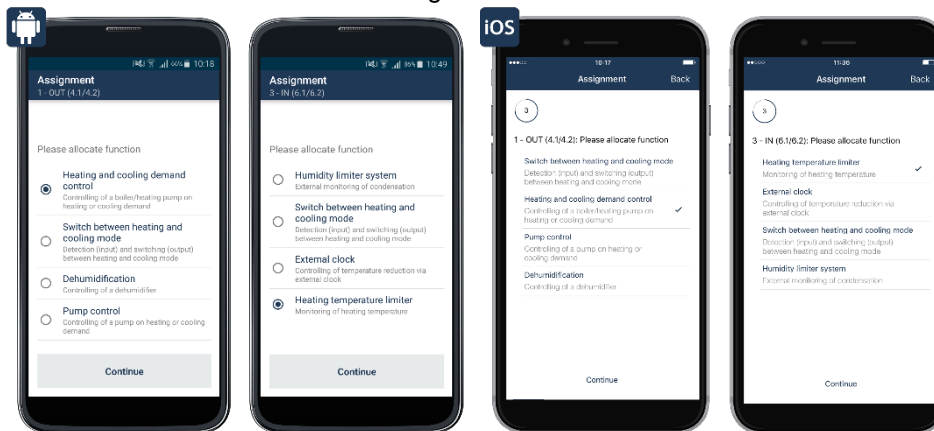 iOS
10:18
Assignment
1 - OUT (4.1/4.2)
Please allocate function
Heating and cooling demand
control
Controlling of a boiler/heating pump on
heating or cooling demand
Switch between heating and
cooling mode
Detection (input) and switching (output)
between heating and cooling mode
Dehumidification
Controlling of a dehumidifier
Pump control
Controlling of a pump on heating or cooling
demand
Continue
86% 10:49
Assignment
3 - IN (6.1/6.2)
Please allocate function
Humidity limiter system
External monitoring of condensation
Switch between heating and
cooling mode
Detection (input) and switching (output)
between heating and cooling mode
External clock
Controlling of temperature reduction via
external clock
Heating temperature limiter
Monitoring of heating temperature
Continue
10:17
Assignment Back
3
1 - OUT (4.1/4.2): Please allocate function
Switch between heating and cooling mode
Detection (input) and switching (output)
between heating and cooling mode
Heating and cooling demand control
Controlling of a boiler/heating pump on
heating or cooling demand
Pump control
Controlling of a pump on heating or
cooling demand
Dehumidification
Controlling of a dehumidifier
Continue
11:36
Assignment Back
3
3 - IN (6.1/6.2): Please allocate function
Heating temperature limiter
Monitoring of heating temperature
External clock
Controlling of temperature reduction via
external clock
Switch between heating and cooling mode
Detection (input) and switching (output)
between heating and cooling mode
Humidity limiter system
External monitoring of condensation
Continue